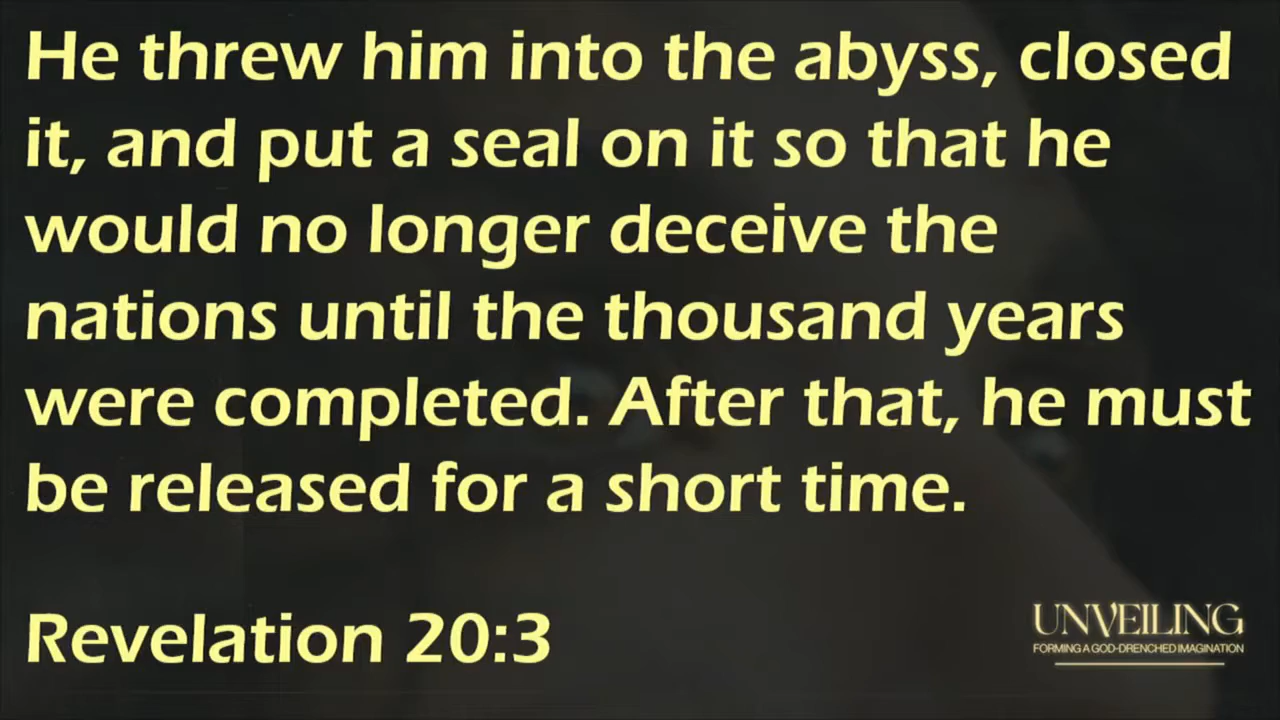 He threw him into the abyss, closed
it, and put a seal on it so that he
would no longer deceive the
nations until the thousand years
were completed. After that, he must
be released for a short time.
Revelation 20:3
UNVEILING
FORMING A GOD-DRENCHED IMAGINATION